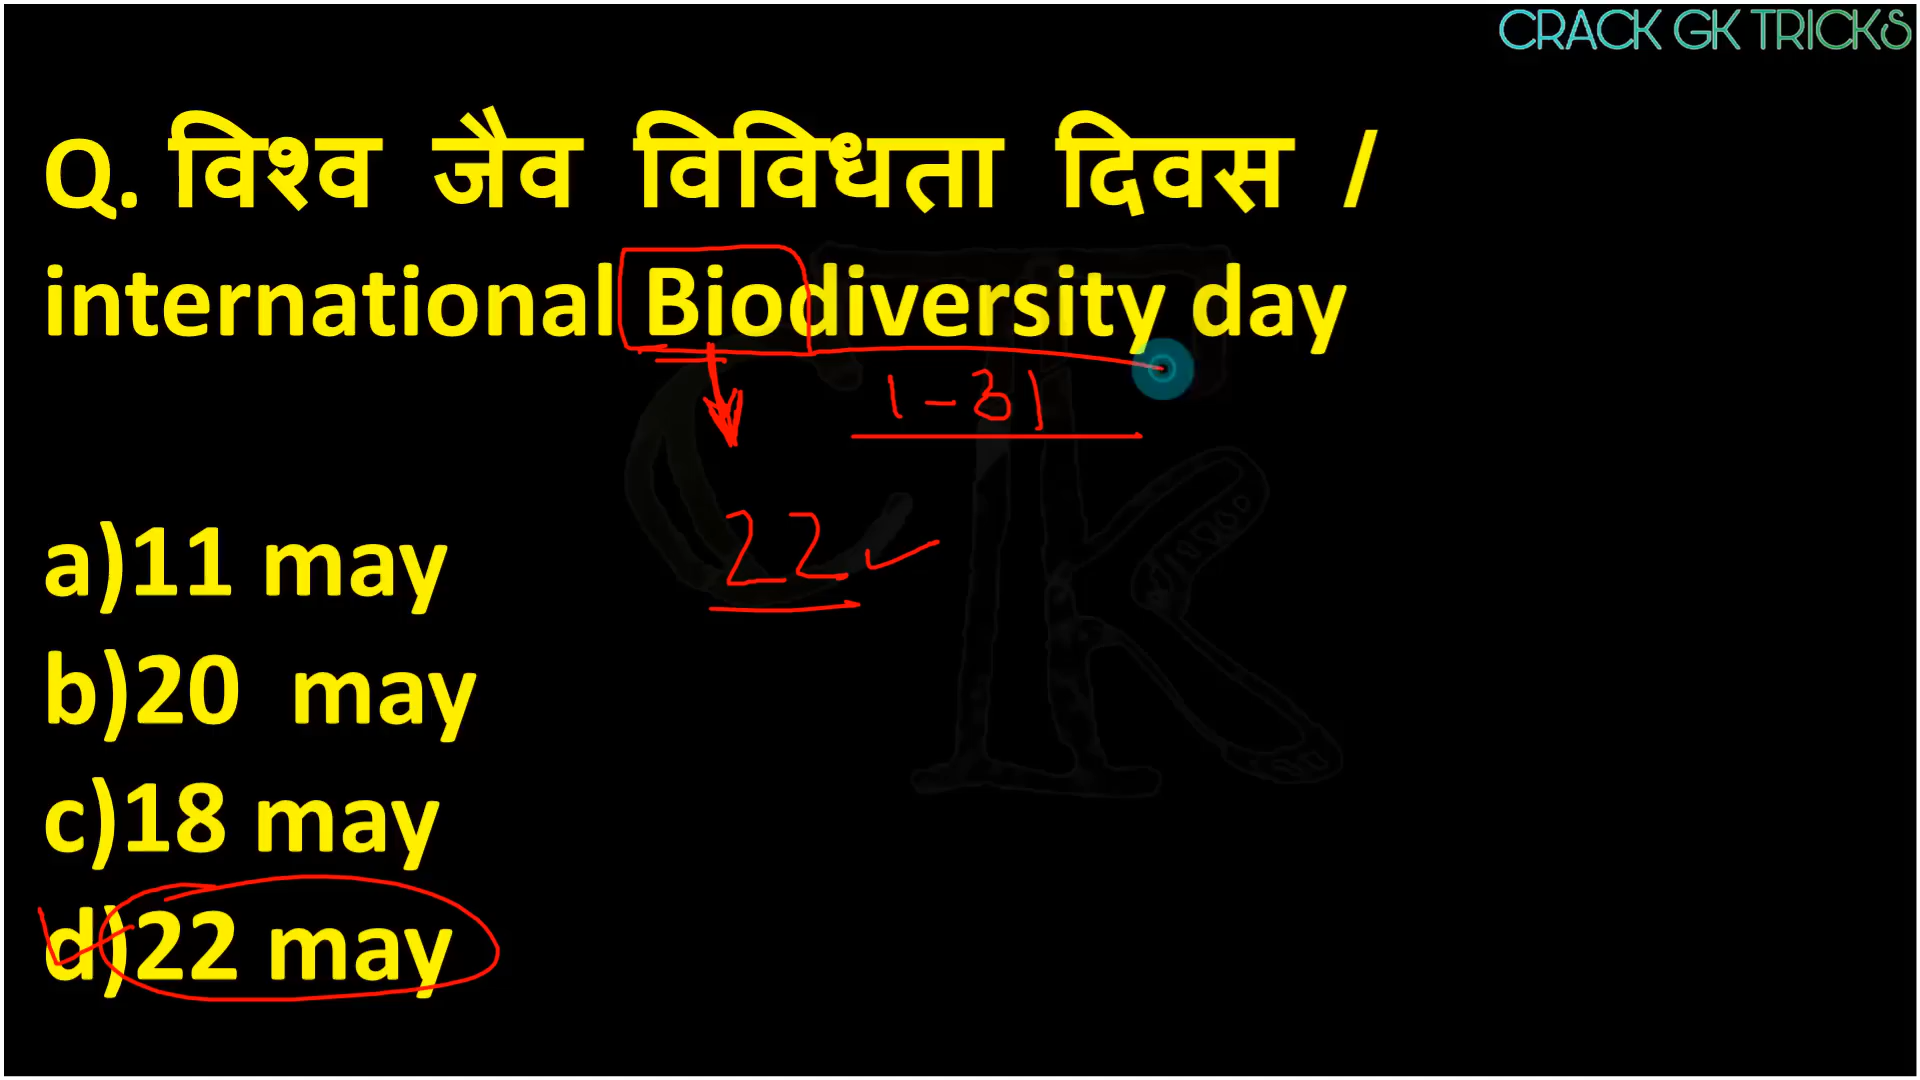 CRACK GK TRICKS
Q. विश्व जैव विविधता दिवस /
international Biodiversity day
1-31
22
a)11 may
b)20 may
c)18 may
d)22 may